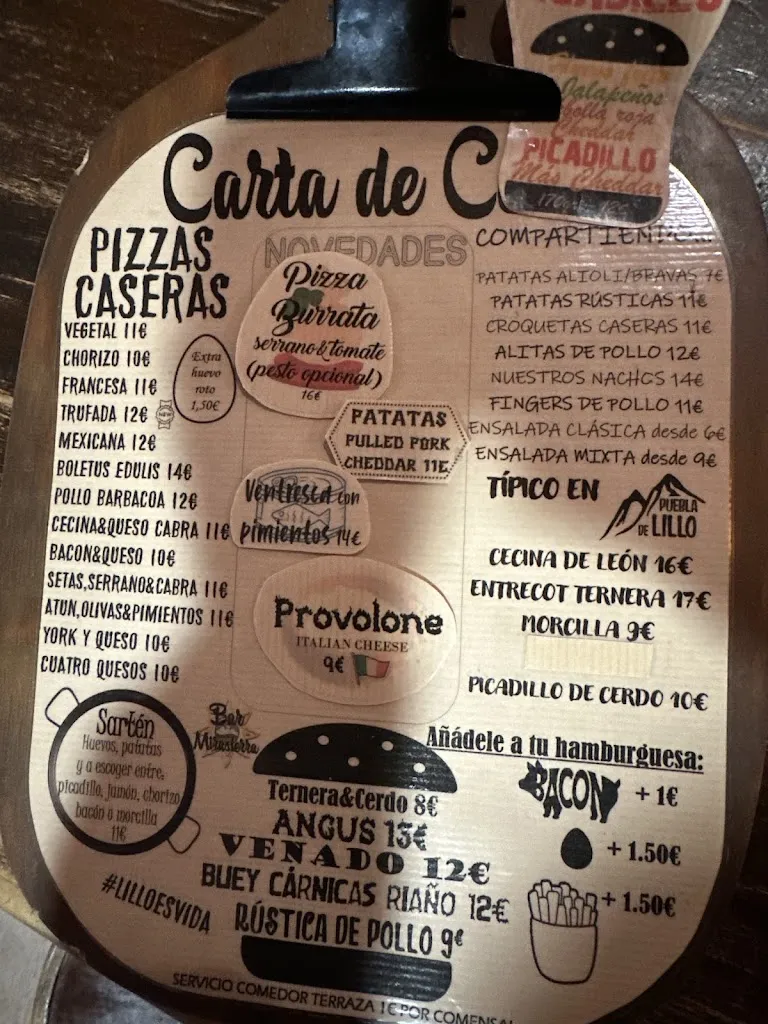 Jalapeños
Cheddar
PICADILLO
Más Cheddar
Carta de
PIZZAS
CASERAS
VEGETAL 11€
CHORIZO 10€
FRANCESA 11€
TRUFADA 12€ NEW
MEXICANA 12€
BOLETUS EDULIS 14€
POLLO BARBACOA 12€
CECINA&QUESO CABRA 11€
BACON&QUESO 10€
SETAS,SERRANO&CABRA 11€
ATUN,OLIVAS&PIMIENTOS 11€
YORK Y QUESO 10€
CUATRO QUESOS 10€
Extra
huevo
roto
1,50€
Sartén
Huevos, patatas
y a escoger entre:
picadillo, jamón, chorizo
bacón o morcilla
11€
NOVEDADES
Pizza
Burrata
serrano&tomate
(pesto opcional)
16€
PATATAS
PULLED PORK
CHEDDAR 11€
Ventresca con
pimientos 14€
Provolone
ITALIAN CHEESE
9€
Bar
Mirasierra
PATATAS ALIOLI/BRAVAS 7€
PATATAS RÚSTICAS 11€
CROQUETAS CASERAS 11€
ALITAS DE POLLO 12€
NUESTROS NACHOS 14€
FINGERS DE POLLO 11€
ENSALADA CLÁSICA desde 6€
ENSALADA MIXTA desde 9€
TÍPICO EN
PUEBLA
DE LILLO
CECINA DE LEÓN 16€
ENTRECOT TERNERA 17€
MORCILLA 9€
PICADILLO DE CERDO 10€
Ternera&Cerdo 8€
ANGUS 13€
VENADO 12€
BUEY CÁRNICAS RIAÑO 12€
RÚSTICA DE POLLO 9€
#LILLOESVIDA
Añádele a tu hamburguesa:
BACON + 1€
+ 1.50€
+ 1.50€
SERVICIO COMEDOR TERRAZA 1€ POR COMENSAL